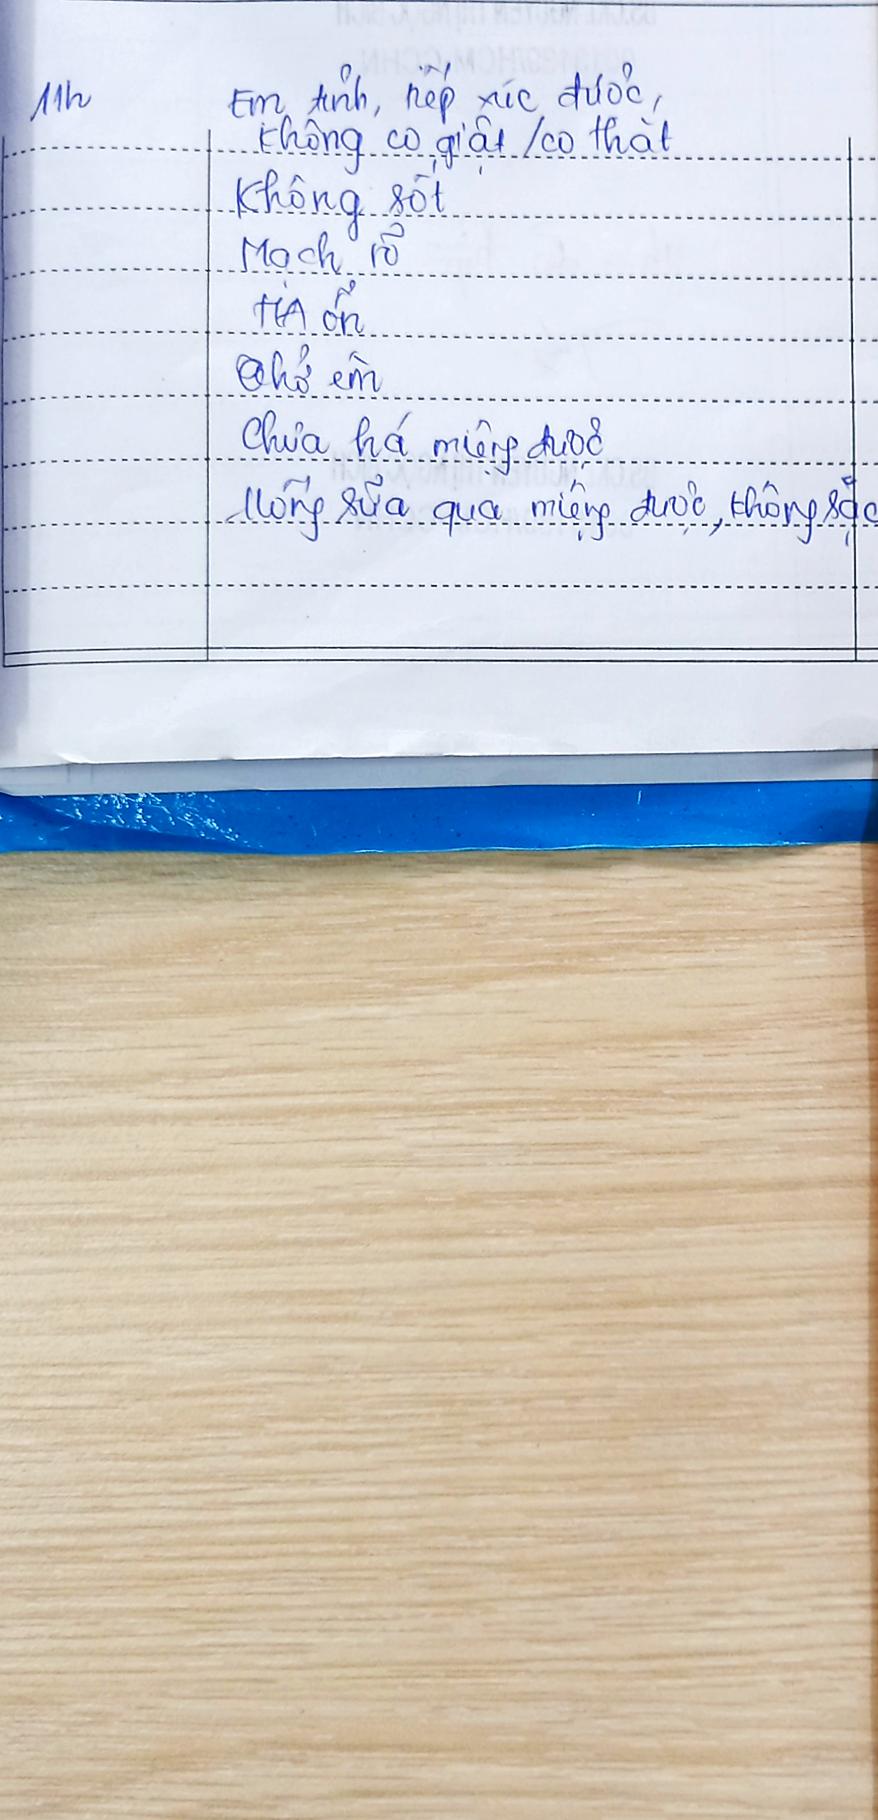 11h Em tỉnh, tiếp xúc được,
không co giật / co thắt
Không sốt
Mạch rõ
HA ổn
Thở êm
Chưa há miệng được
Uống sữa qua miệng được, không sặc